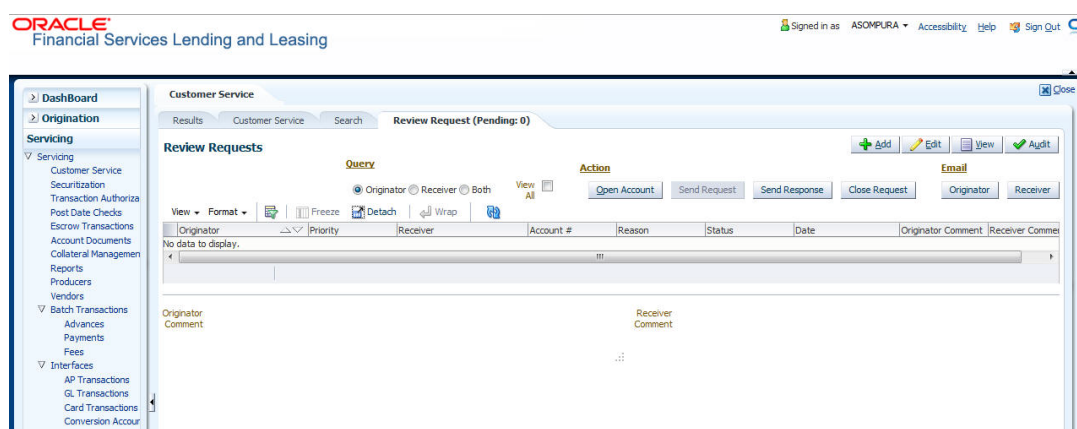 ORACLE
Financial Services Lending and Leasing
Signed in as ASOMPURA Accessibility Help Sign Out
Close
DashBoard
Origination
Servicing
Servicing
Customer Service
Securitization
Transaction Authoriza
Post Date Checks
Escrow Transactions
Account Documents
Collateral Managemen
Reports
Producers
Vendors
Batch Transactions
Advances
Payments
Fees
Interfaces
AP Transactions
GL Transactions
Card Transactions
Conversion Accour
Customer Service
Results Customer Service Search Review Request (Pending: 0)
Review Requests
Add Edit View Audit
Query
Originator Receiver Both
View All
Action
Open Account Send Request Send Response Close Request
Email
Originator Receiver
View Format Freeze Detach Wrap
Originator Priority Receiver Account # Reason Status Date Originator Comment Receiver Commer
No data to display.
Originator Comment
Receiver Comment